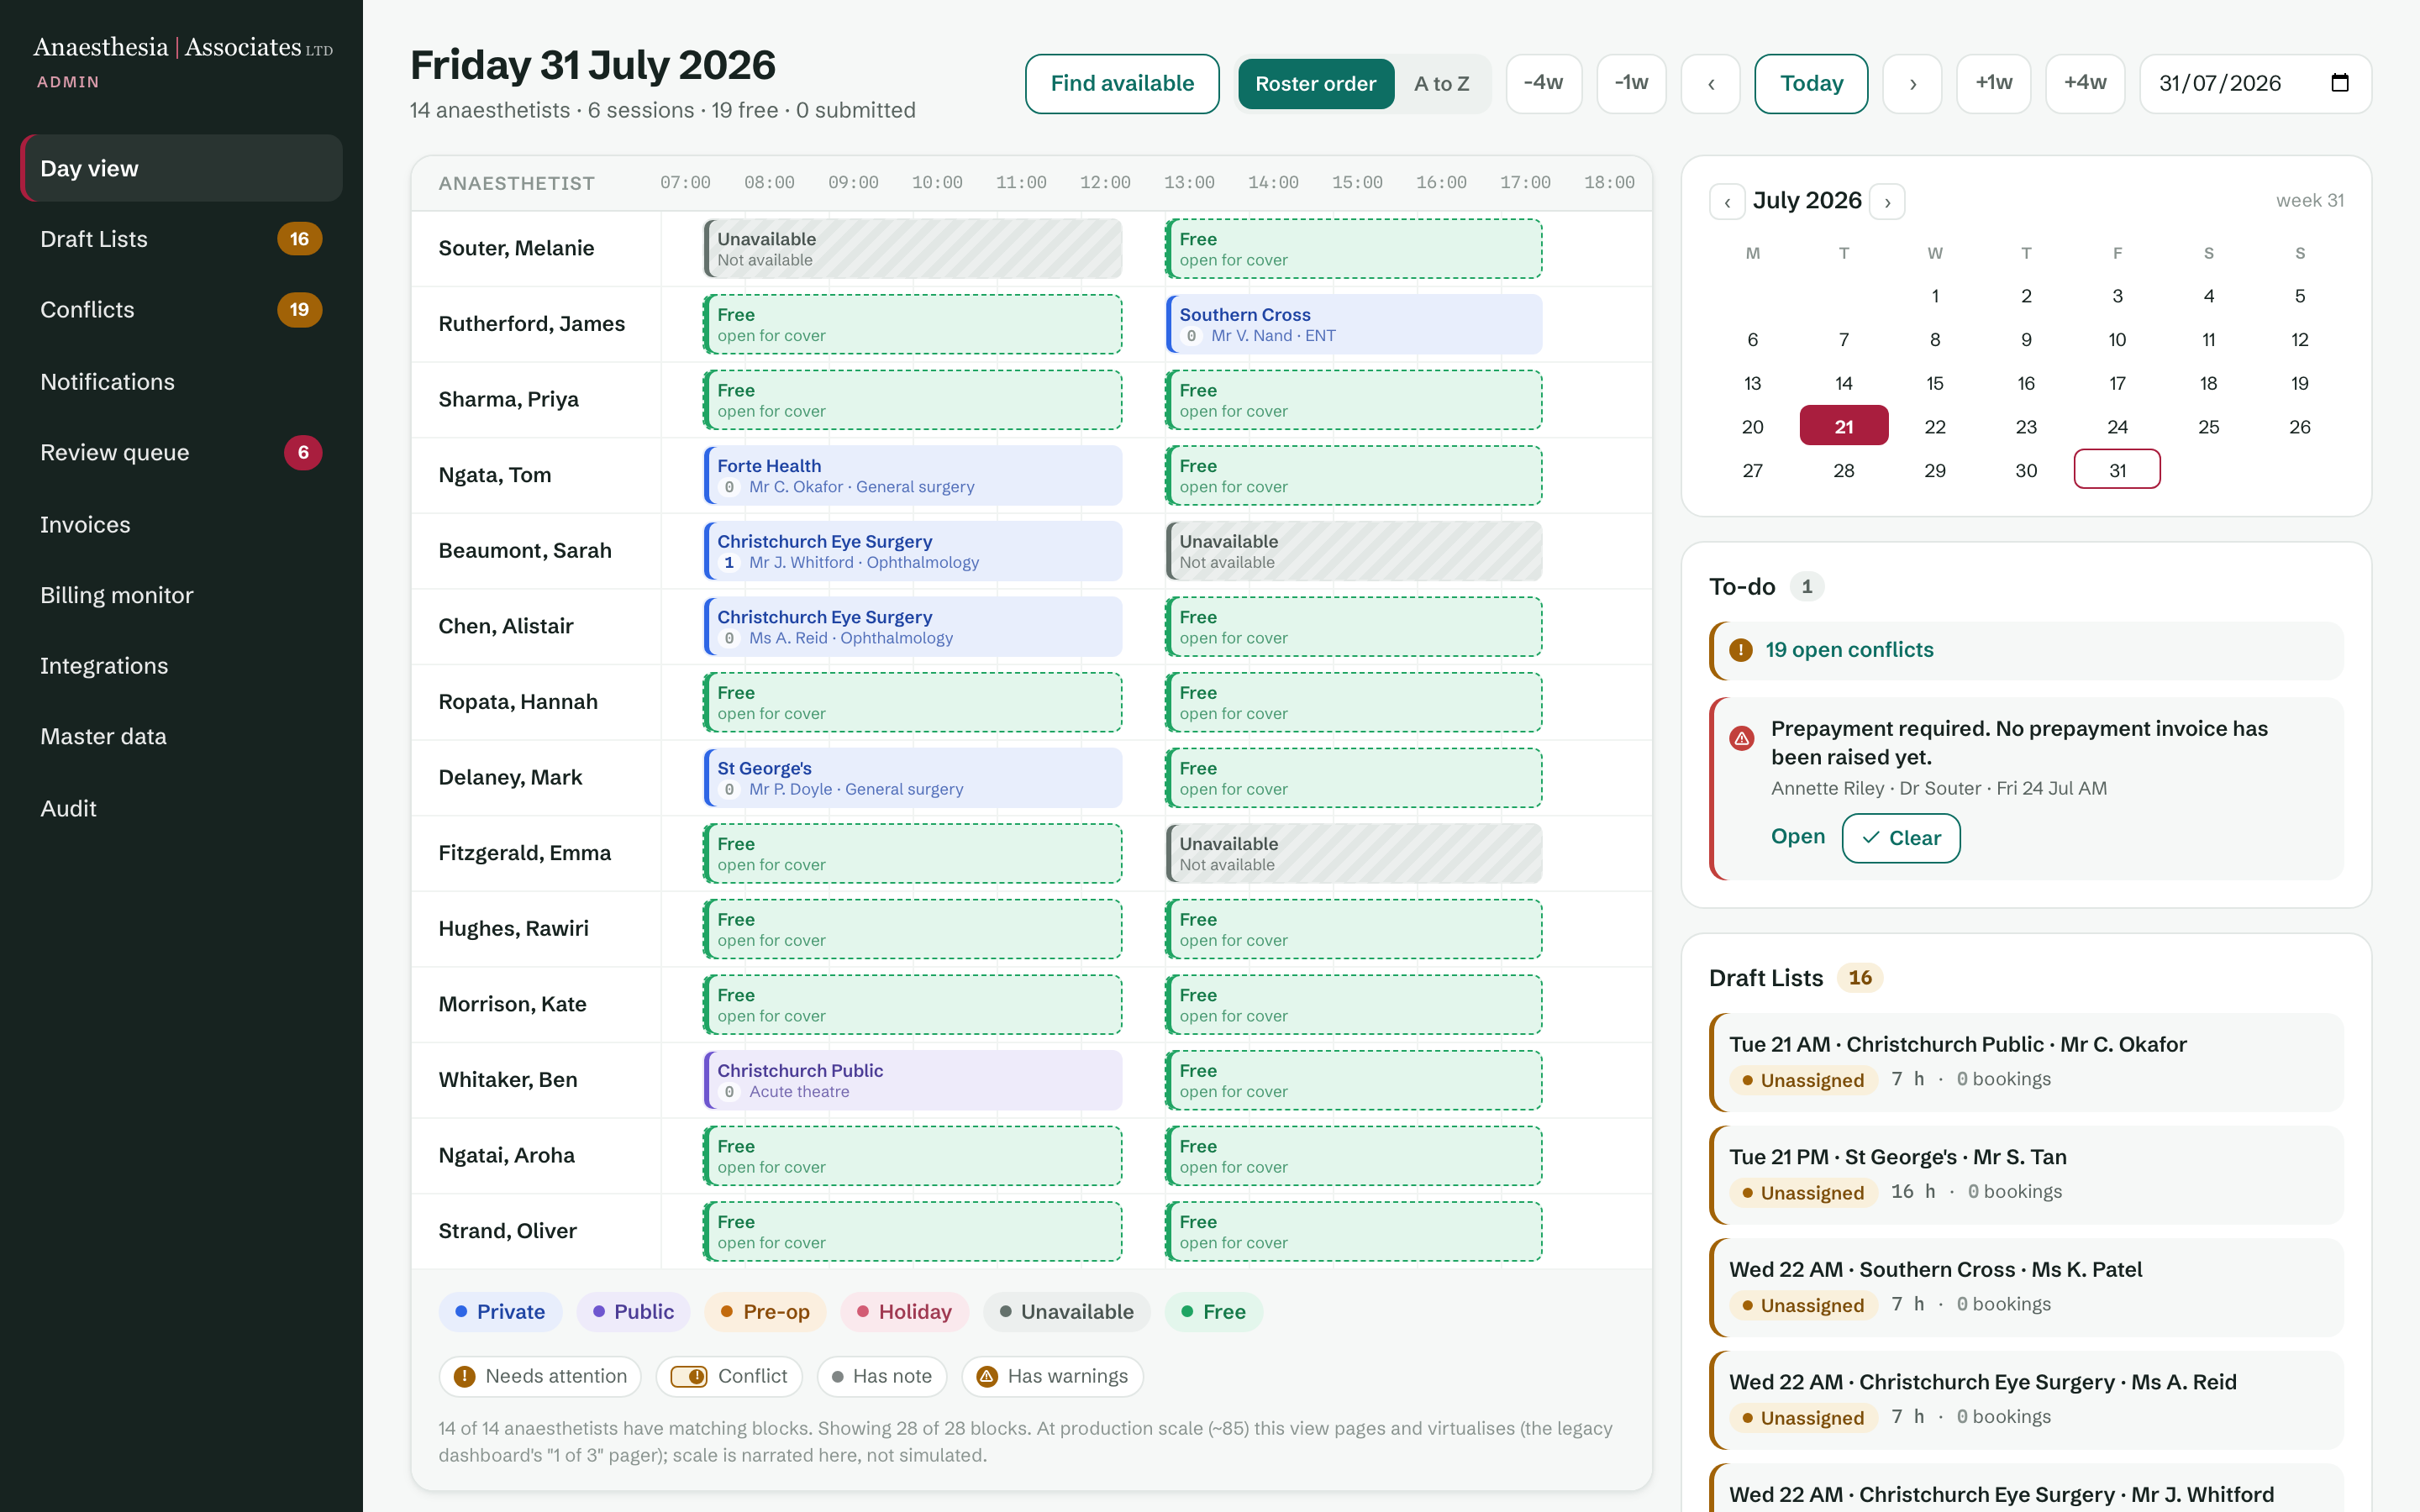 Anaesthesia | Associates LTD
ADMIN
Day view
Draft Lists 16
Conflicts 19
Notifications
Review queue 6
Invoices
Billing monitor
Integrations
Master data
Audit
Friday 31 July 2026
14 anaesthetists · 6 sessions · 19 free · 0 submitted
Find available Roster order A to Z -4w -1w ‹ Today › +1w +4w 31/07/2026
ANAESTHETIST 07:00 08:00 09:00 10:00 11:00 12:00 13:00 14:00 15:00 16:00 17:00 18:00
Souter, Melanie
Unavailable
Not available
Free
open for cover
Rutherford, James
Free
open for cover
Southern Cross
0 Mr V. Nand · ENT
Sharma, Priya
Free
open for cover
Free
open for cover
Ngata, Tom
Forte Health
0 Mr C. Okafor · General surgery
Free
open for cover
Beaumont, Sarah
Christchurch Eye Surgery
1 Mr J. Whitford · Ophthalmology
Unavailable
Not available
Chen, Alistair
Christchurch Eye Surgery
0 Ms A. Reid · Ophthalmology
Free
open for cover
Ropata, Hannah
Free
open for cover
Free
open for cover
Delaney, Mark
St George's
0 Mr P. Doyle · General surgery
Free
open for cover
Fitzgerald, Emma
Free
open for cover
Unavailable
Not available
Hughes, Rawiri
Free
open for cover
Free
open for cover
Morrison, Kate
Free
open for cover
Free
open for cover
Whitaker, Ben
Christchurch Public
0 Acute theatre
Free
open for cover
Ngatai, Aroha
Free
open for cover
Free
open for cover
Strand, Oliver
Free
open for cover
Free
open for cover
Private Public Pre-op Holiday Unavailable Free
Needs attention Conflict Has note Has warnings
14 of 14 anaesthetists have matching blocks. Showing 28 of 28 blocks. At production scale (~85) this view pages and virtualises (the legacy
dashboard's "1 of 3" pager); scale is narrated here, not simulated.
‹ July 2026 › week 31
M T W T F S S
1 2 3 4 5
6 7 8 9 10 11 12
13 14 15 16 17 18 19
20 21 22 23 24 25 26
27 28 29 30 31
To-do 1
19 open conflicts
Prepayment required. No prepayment invoice has
been raised yet.
Annette Riley · Dr Souter · Fri 24 Jul AM
Open Clear
Draft Lists 16
Tue 21 AM · Christchurch Public · Mr C. Okafor
Unassigned 7 h · 0 bookings
Tue 21 PM · St George's · Mr S. Tan
Unassigned 16 h · 0 bookings
Wed 22 AM · Southern Cross · Ms K. Patel
Unassigned 7 h · 0 bookings
Wed 22 AM · Christchurch Eye Surgery · Ms A. Reid
Unassigned 7 h · 0 bookings
Wed 22 AM · Christchurch Eye Surgery · Mr J. Whitford